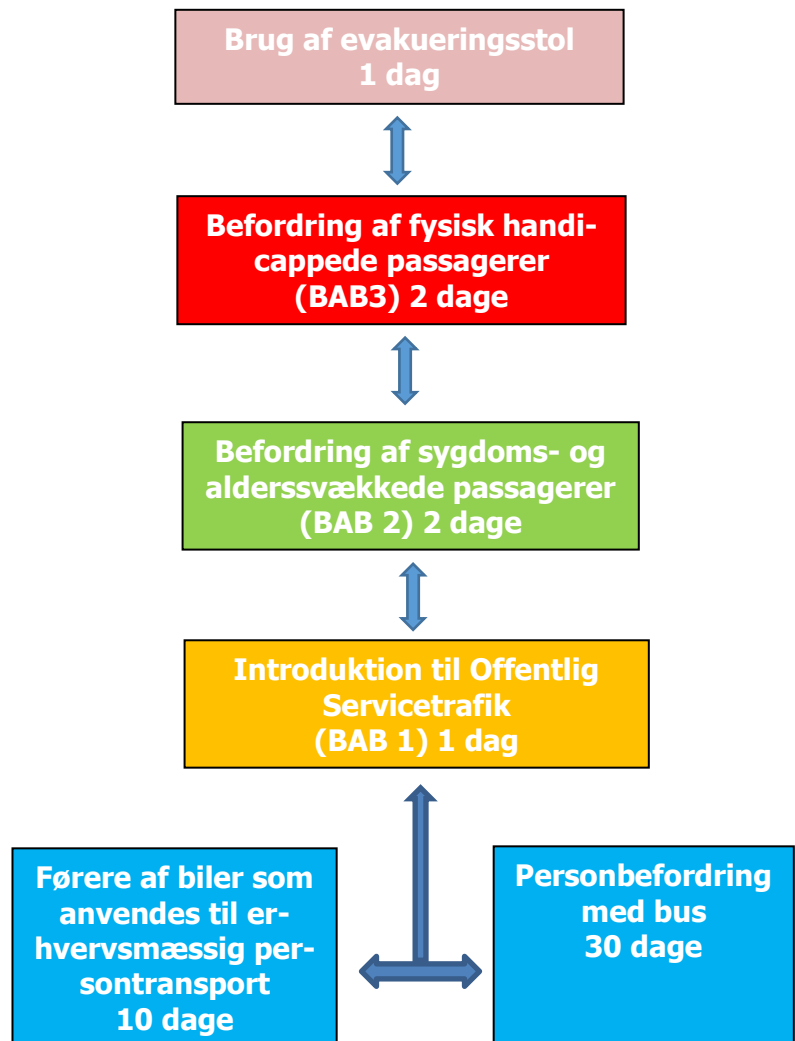 Brug af evakueringsstol
1 dag
Befordring af fysisk handi-
cappede passagerer
(BAB3) 2 dage
Befordring af sygdoms- og
alderssvækkede passagerer
(BAB 2) 2 dage
Introduktion til Offentlig
Servicetrafik
(BAB 1) 1 dag
Førere af biler som
anvendes til er-
hvervsmæssig per-
sontransport
10 dage
Personbefordring
med bus
30 dage